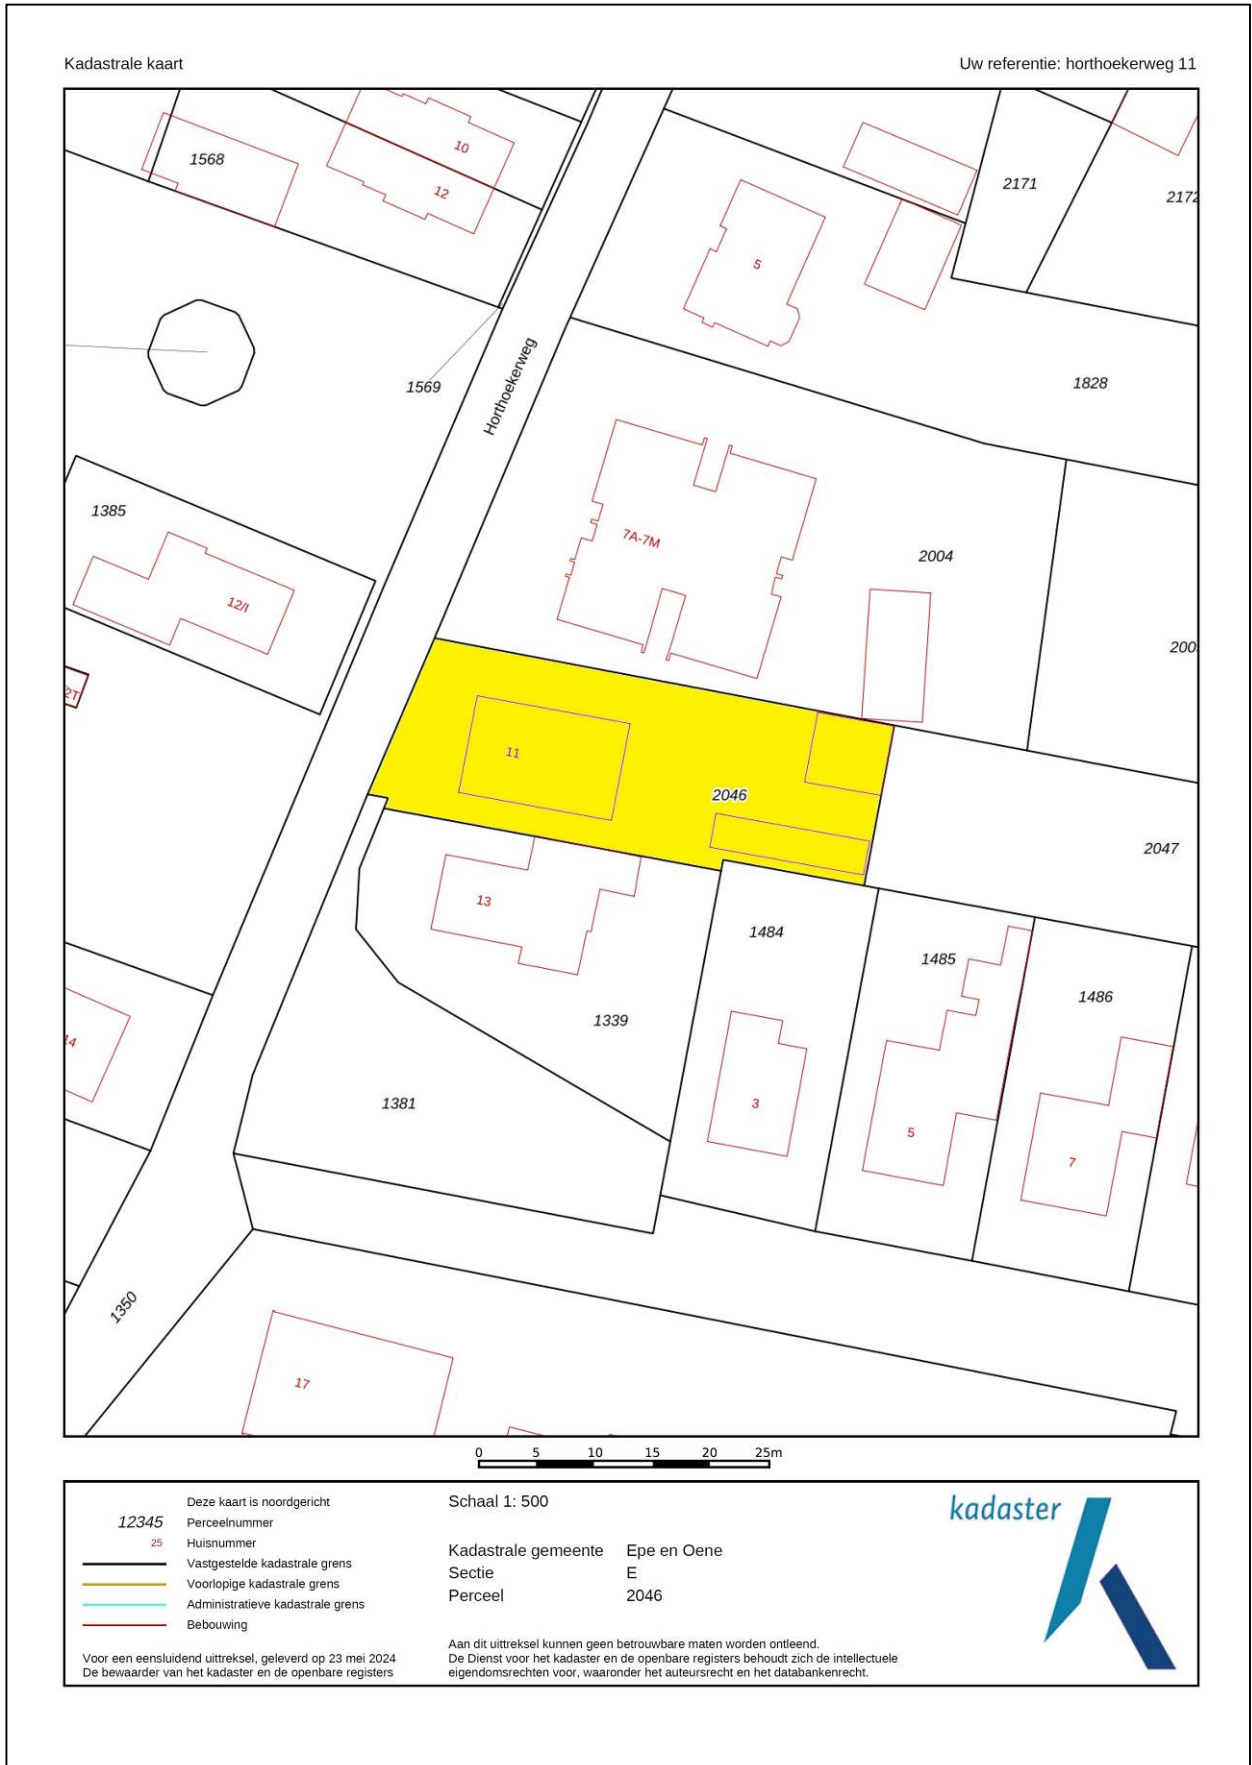 Kadastrale kaart
Uw referentie: horthoekerweg 11
1568
10
12
2171
2172
5
1569
Horthoekerweg
1828
1385
12/I
7A-7M
2004
200
2T
11
2046
2047
13
1484
1485
1486
14
1339
1381
3
5
7
1350
17
0 5 10 15 20 25m
Deze kaart is noordgericht
12345 Perceelnummer
25 Huisnummer
Vastgestelde kadastrale grens
Voorlopige kadastrale grens
Administratieve kadastrale grens
Bebouwing
Voor een eensluidend uittreksel, geleverd op 23 mei 2024
De bewaarder van het kadaster en de openbare registers
Schaal 1: 500
Kadastrale gemeente Epe en Oene
Sectie E
Perceel 2046
Aan dit uittreksel kunnen geen betrouwbare maten worden ontleend.
De Dienst voor het kadaster en de openbare registers behoudt zich de intellectuele
eigendomsrechten voor, waaronder het auteursrecht en het databankenrecht.
kadaster